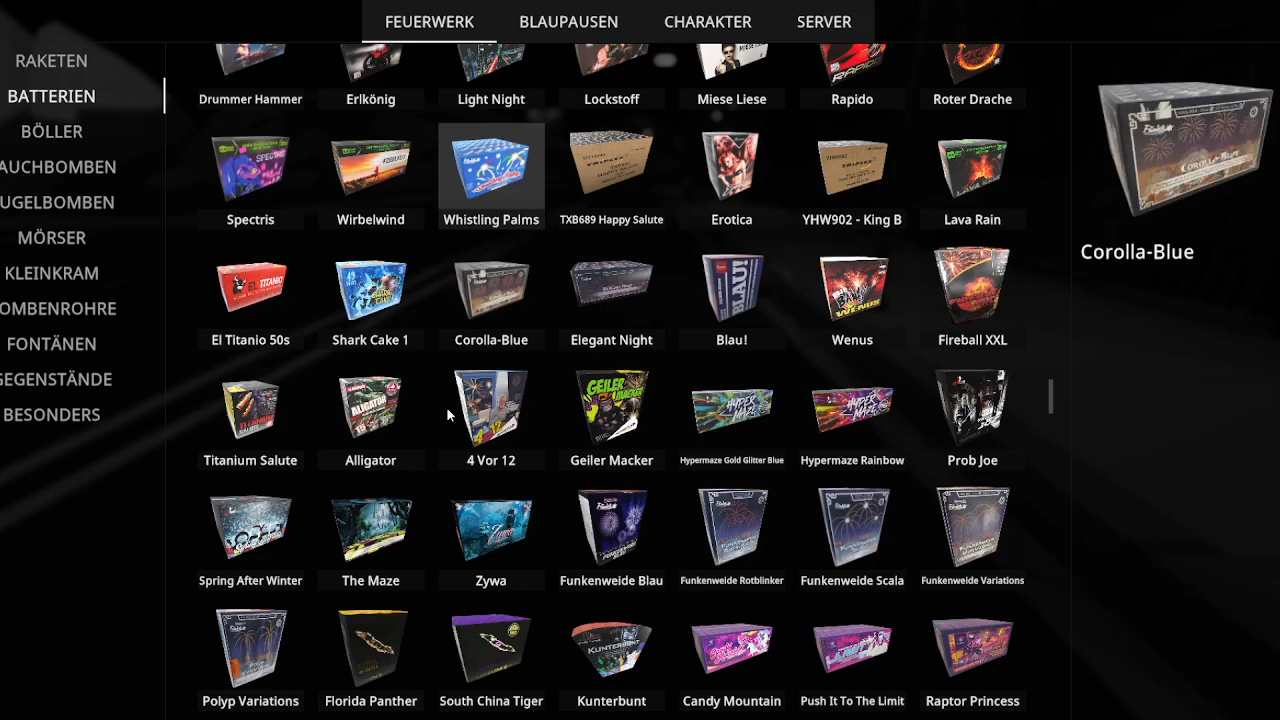 FEUERWERK BLAUPAUSEN CHARAKTER SERVER
RAKETEN
BATTERIEN
BÖLLER
AUCHBOMBEN
UGELBOMBEN
MÖRSER
KLEINKRAM
OMBENROHRE
FONTÄNEN
GEGENSTÄNDE
BESONDERS
Drummer Hammer Erlkönig Light Night Lockstoff Miese Liese Rapido Roter Drache
Spectris Wirbelwind Whistling Palms TXB689 Happy Salute Erotica YHW902 - King B Lava Rain
El Titanio 50s Shark Cake 1 Corolla-Blue Elegant Night Blau! Wenus Fireball XXL
Titanium Salute Alligator 4 Vor 12 Geiler Macker Hypermaze Gold Glitter Blue Hypermaze Rainbow Prob Joe
Spring After Winter The Maze Zywa Funkenweide Blau Funkenweide Rotblinker Funkenweide Scala Funkenweide Variations
Polyp Variations Florida Panther South China Tiger Kunterbunt Candy Mountain Push It To The Limit Raptor Princess
Corolla-Blue